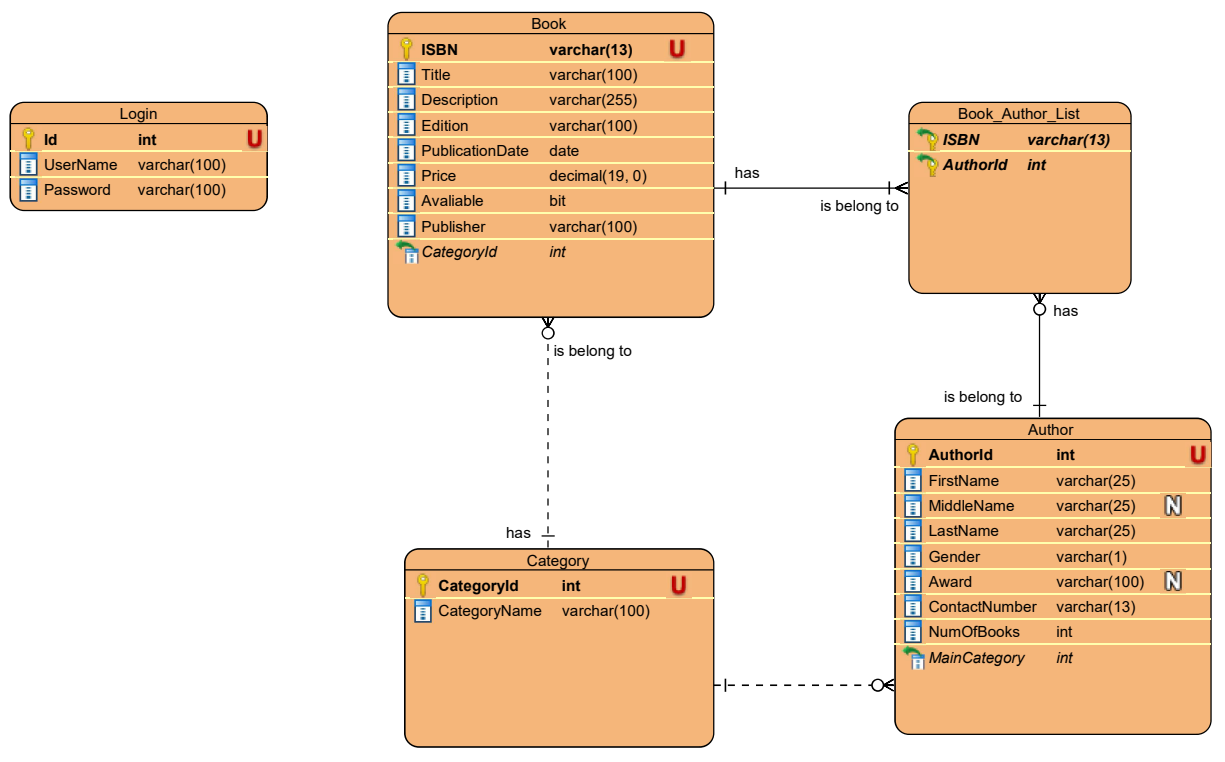 Login
Id int U
UserName varchar(100)
Password varchar(100)
Book
ISBN varchar(13) U
Title varchar(100)
Description varchar(255)
Edition varchar(100)
PublicationDate date
Price decimal(19, 0)
Avaliable bit
Publisher varchar(100)
CategoryId int
has
is belong to
Book_Author_List
ISBN varchar(13)
AuthorId int
has
is belong to
is belong to
has
Category
CategoryId int U
CategoryName varchar(100)
Author
AuthorId int U
FirstName varchar(25)
MiddleName varchar(25) N
LastName varchar(25)
Gender varchar(1)
Award varchar(100) N
ContactNumber varchar(13)
NumOfBooks int
MainCategory int